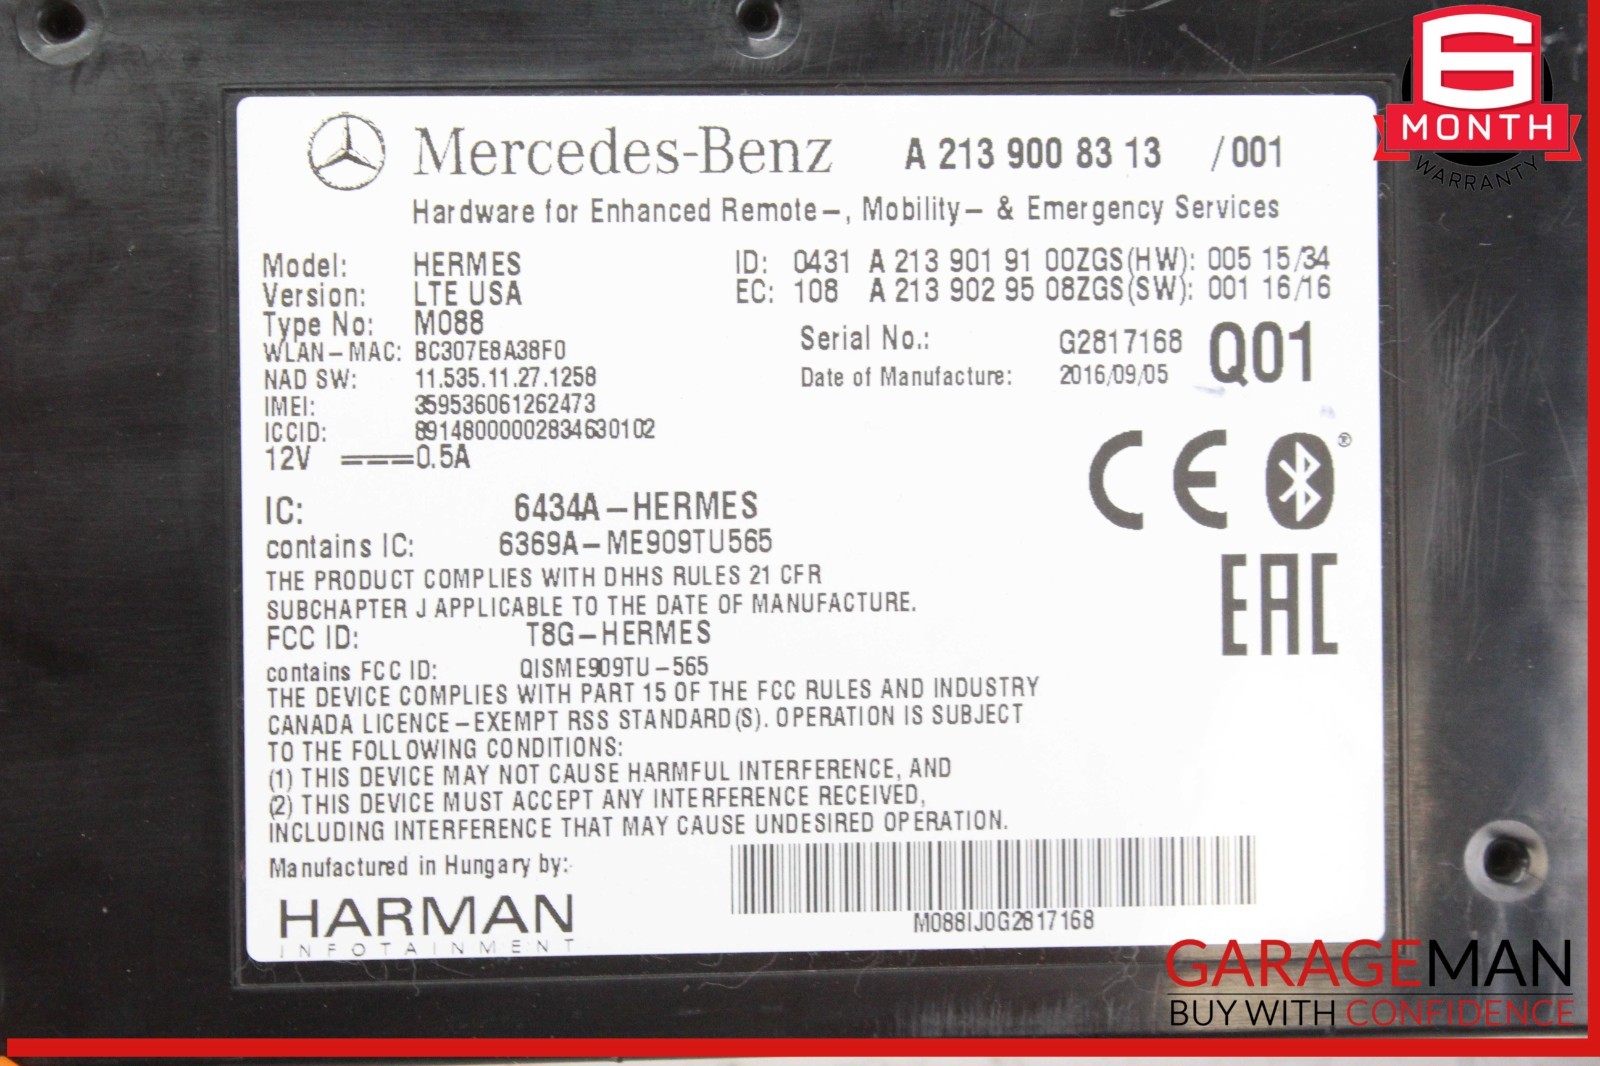 6
MONTH
WARRANTY
Mercedes-Benz A 213 900 83 13 /001
Hardware for Enhanced Remote-, Mobility- & Emergency Services
Model: HERMES ID: 0431 A 213 901 91 00ZGS(HW): 005 15/34
Version: LTE USA EC: 108 A 213 902 95 08ZGS(SW): 001 16/16
Type No: M088
WLAN-MAC: BC307E8A38F0
Serial No.: G2817168 Q01
NAD SW: 11.535.11.27.1258
Date of Manufacture: 2016/09/05
IMEI: 359536061262473
ICCID: 89148000002834630102
12V 0.5A
CE ®
IC: 6434A-HERMES
contains IC: 6369A-ME909TU565
EAC
THE PRODUCT COMPLIES WITH DHHS RULES 21 CFR
SUBCHAPTER J APPLICABLE TO THE DATE OF MANUFACTURE.
FCC ID: T8G-HERMES
contains FCC ID: QISME909TU-565
THE DEVICE COMPLIES WITH PART 15 OF THE FCC RULES AND INDUSTRY
CANADA LICENCE-EXEMPT RSS STANDARD(S). OPERATION IS SUBJECT
TO THE FOLLOWING CONDITIONS:
(1) THIS DEVICE MAY NOT CAUSE HARMFUL INTERFERENCE, AND
(2) THIS DEVICE MUST ACCEPT ANY INTERFERENCE RECEIVED,
INCLUDING INTERFERENCE THAT MAY CAUSE UNDESIRED OPERATION.
Manufactured in Hungary by:
HARMAN
INFOTAINMENT
M088IJ0G2817168
GARAGEMAN
BUY WITH CONFIDENCE